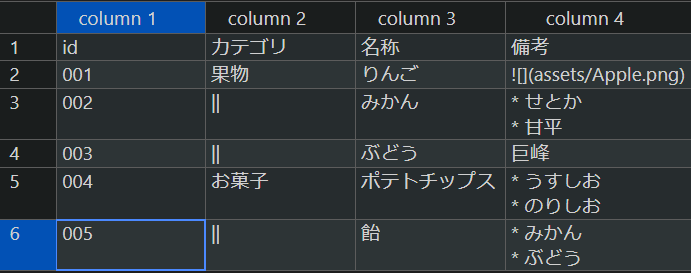 column 1 column 2 column 3 column 4
1 id カテゴリ 名称 備考
2 001 果物 りんご ![](assets/Apple.png)
3 002 || みかん * せとか
* 甘平
4 003 || ぶどう 巨峰
5 004 お菓子 ポテトチップス * うすしお
* のりしお
6 005 || 飴 * みかん
* ぶどう